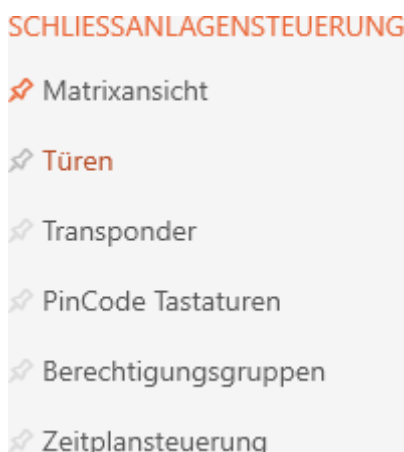 SCHLIESSANLAGENSTEUERUNG
Matrixansicht
Türen
Transponder
PinCode Tastaturen
Berechtigungsgruppen
Zeitplansteuerung